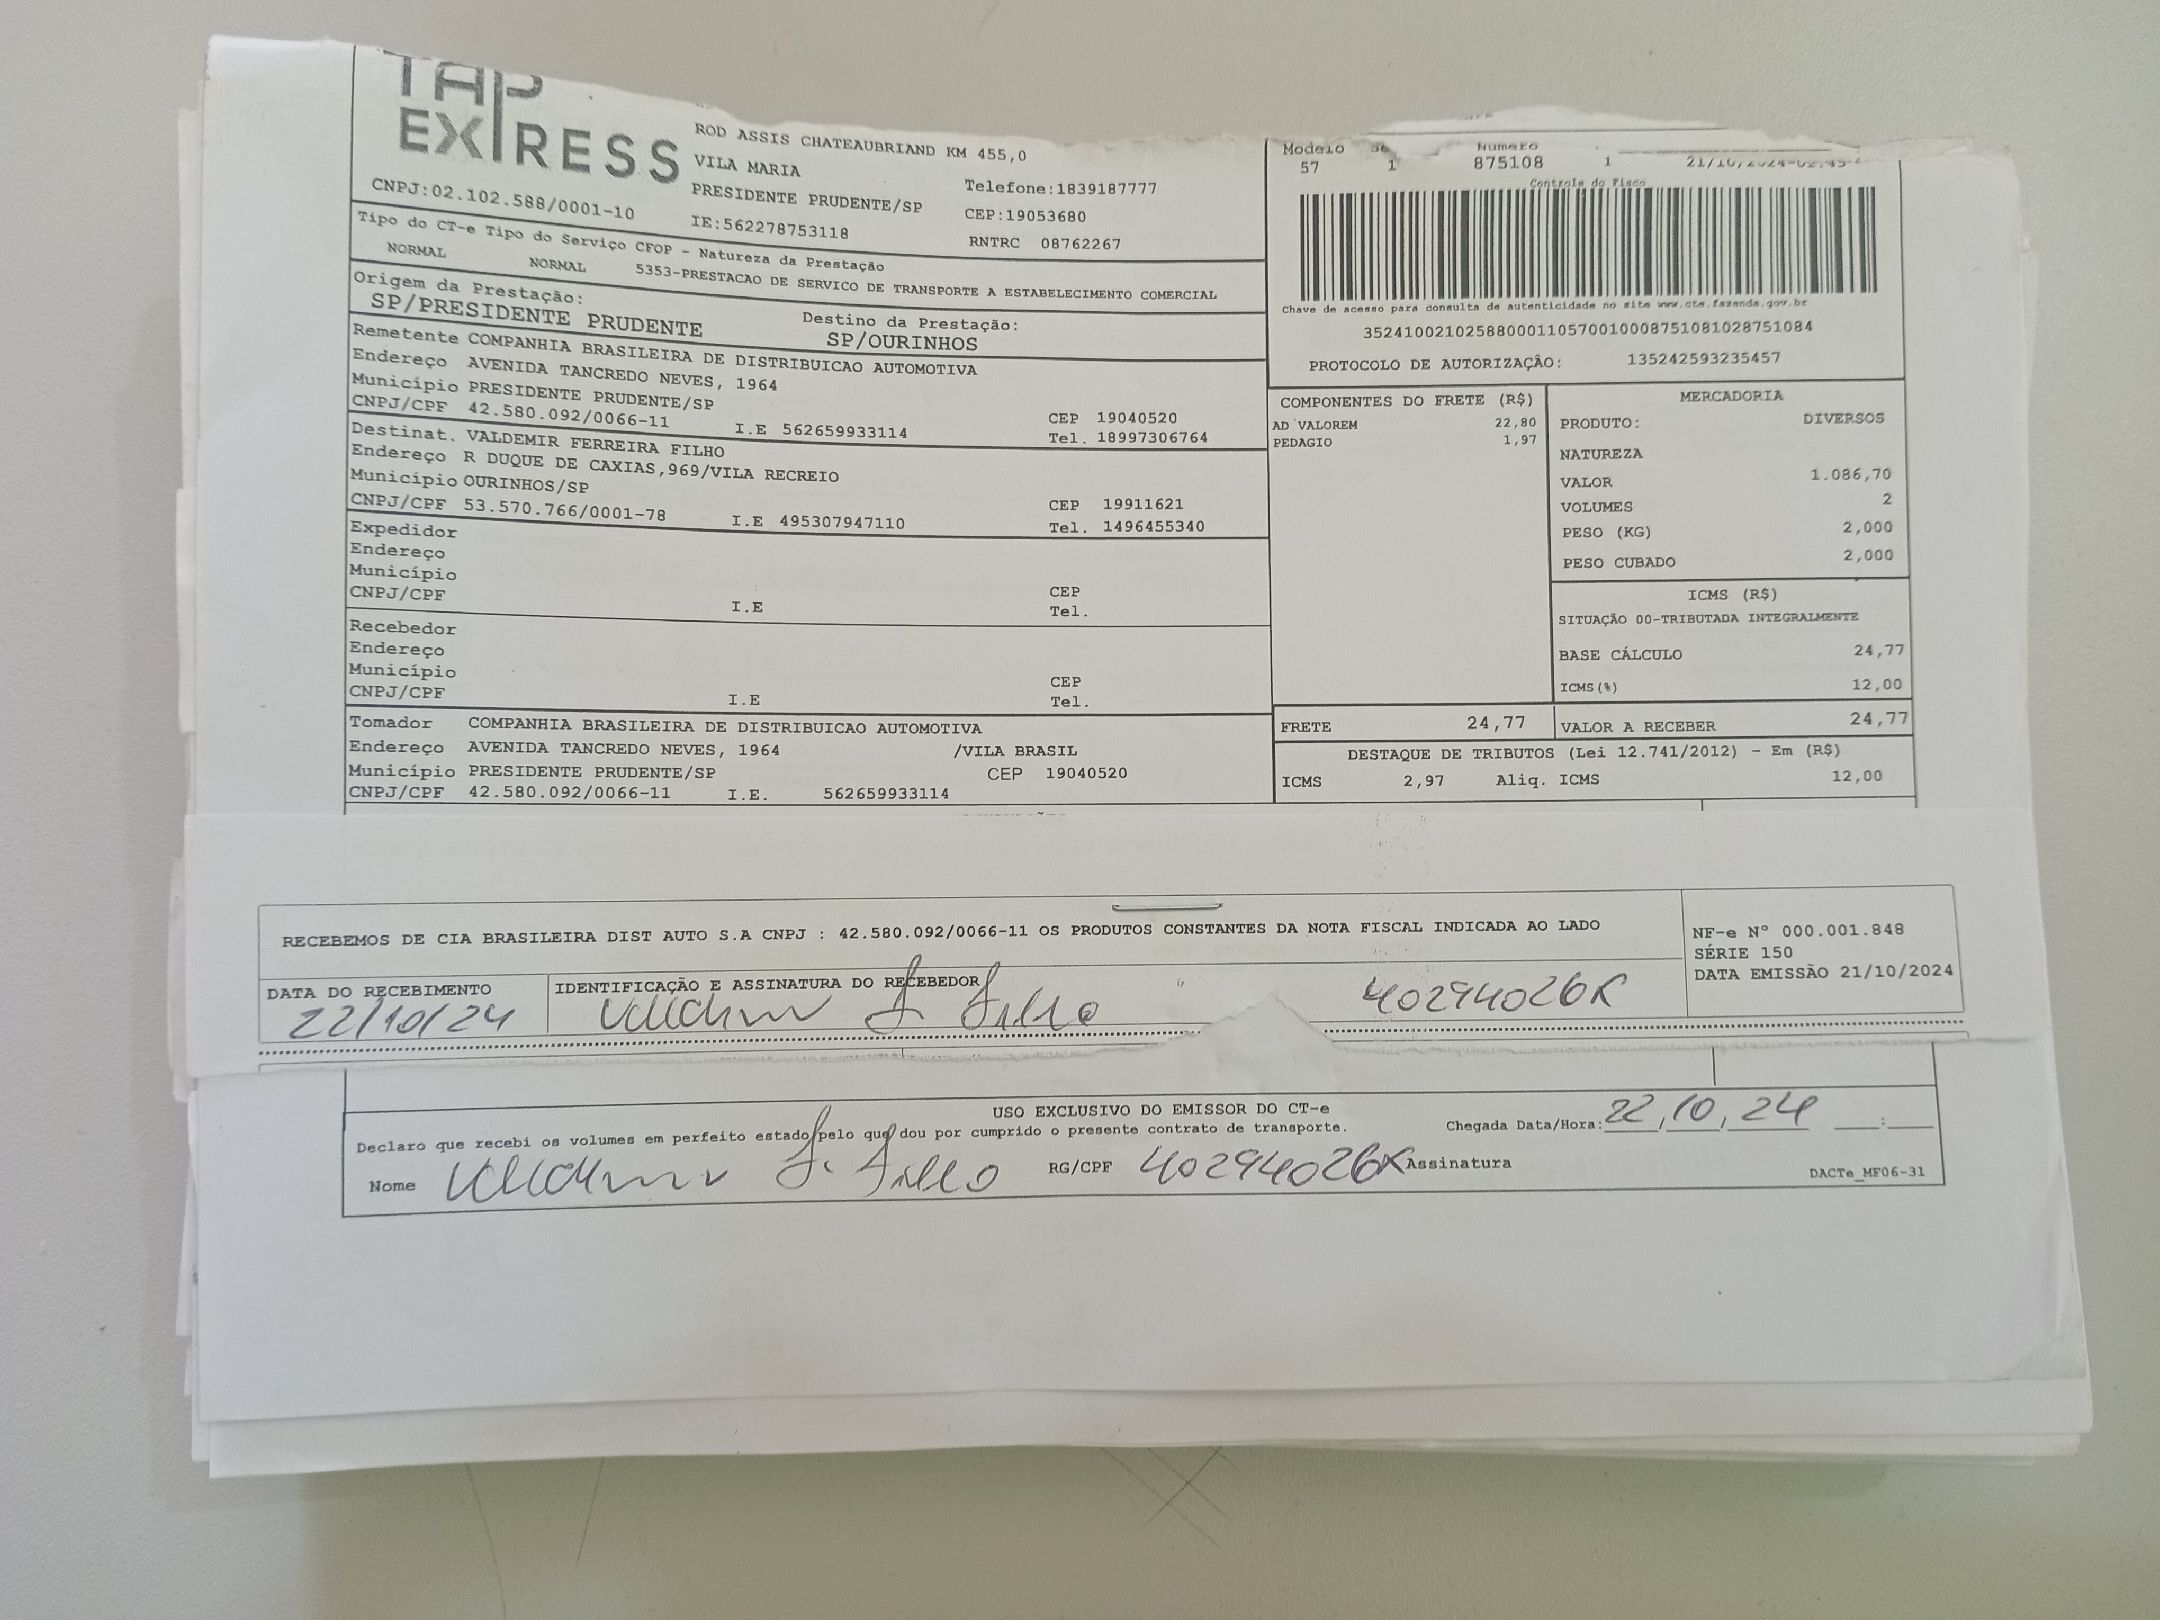 TAP
EXPRESS
ROD ASSIS CHATEAUBRIAND KM 455,0
VILA MARIA
PRESIDENTE PRUDENTE/SP
Telefone:1839187777
CEP:19053680
CNPJ:02.102.588/0001-10
IE:562278753118
RNTRC 08762267
Tipo do CT-e Tipo do Serviço CFOP - Natureza da Prestação
NORMAL NORMAL 5353-PRESTACAO DE SERVICO DE TRANSPORTE A ESTABELECIMENTO COMERCIAL
Origem da Prestação:
SP/PRESIDENTE PRUDENTE
Destino da Prestação:
SP/OURINHOS
Remetente COMPANHIA BRASILEIRA DE DISTRIBUICAO AUTOMOTIVA
Endereço AVENIDA TANCREDO NEVES, 1964
Município PRESIDENTE PRUDENTE/SP CEP 19040520
CNPJ/CPF 42.580.092/0066-11 I.E 562659933114 Tel. 18997306764
Destinat. VALDEMIR FERREIRA FILHO
Endereço R DUQUE DE CAXIAS,969/VILA RECREIO
Município OURINHOS/SP CEP 19911621
CNPJ/CPF 53.570.766/0001-78 I.E 495307947110 Tel. 1496455340
Expedidor
Endereço
Município CEP
CNPJ/CPF I.E Tel.
Recebedor
Endereço
Município CEP
CNPJ/CPF I.E Tel.
Tomador COMPANHIA BRASILEIRA DE DISTRIBUICAO AUTOMOTIVA
Endereço AVENIDA TANCREDO NEVES, 1964 /VILA BRASIL
Município PRESIDENTE PRUDENTE/SP CEP 19040520
CNPJ/CPF 42.580.092/0066-11 I.E. 562659933114
Modelo Numero
57 1 875108 1
Controle do Fisco
Chave de acesso para consulta de autenticidade no site www.cte.fazenda.gov.br
35241002102588000110570010008751081028751084
PROTOCOLO DE AUTORIZAÇÃO: 135242593235457
COMPONENTES DO FRETE (R$)
AD VALOREM 22,80
PEDAGIO 1,97
MERCADORIA
PRODUTO: DIVERSOS
NATUREZA
VALOR 1.086,70
VOLUMES 2
PESO (KG) 2,000
PESO CUBADO 2,000
ICMS (R$)
SITUAÇÃO 00-TRIBUTADA INTEGRALMENTE
BASE CÁLCULO 24,77
ICMS(%) 12,00
FRETE 24,77 VALOR A RECEBER 24,77
DESTAQUE DE TRIBUTOS (Lei 12.741/2012) - Em (R$)
ICMS 2,97 Aliq. ICMS 12,00
RECEBEMOS DE CIA BRASILEIRA DIST AUTO S.A CNPJ : 42.580.092/0066-11 OS PRODUTOS CONSTANTES DA NOTA FISCAL INDICADA AO LADO
NF-e Nº 000.001.848
SÉRIE 150
DATA EMISSÃO 21/10/2024
DATA DO RECEBIMENTO IDENTIFICAÇÃO E ASSINATURA DO RECEBEDOR
22/10/24 Filho 40294026X
USO EXCLUSIVO DO EMISSOR DO CT-e
Declaro que recebi os volumes em perfeito estado pelo que dou por cumprido o presente contrato de transporte. Chegada Data/Hora: 22/10/24 :
Nome Filho RG/CPF 40294026X Assinatura
DACTe_MF06-31